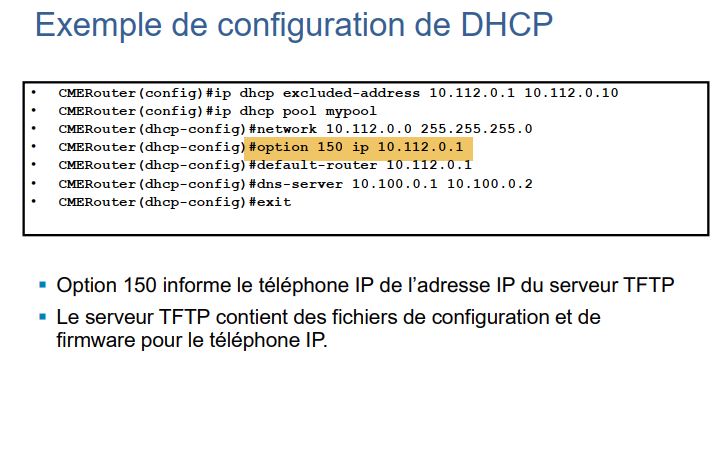 Exemple de configuration de DHCP
• CMERouter(config)#ip dhcp excluded-address 10.112.0.1 10.112.0.10
• CMERouter(config)#ip dhcp pool mypool
• CMERouter(dhcp-config)#network 10.112.0.0 255.255.255.0
• CMERouter(dhcp-config)#option 150 ip 10.112.0.1
• CMERouter(dhcp-config)#default-router 10.112.0.1
• CMERouter(dhcp-config)#dns-server 10.100.0.1 10.100.0.2
• CMERouter(dhcp-config)#exit
▪ Option 150 informe le téléphone IP de l’adresse IP du serveur TFTP
▪ Le serveur TFTP contient des fichiers de configuration et de
firmware pour le téléphone IP.